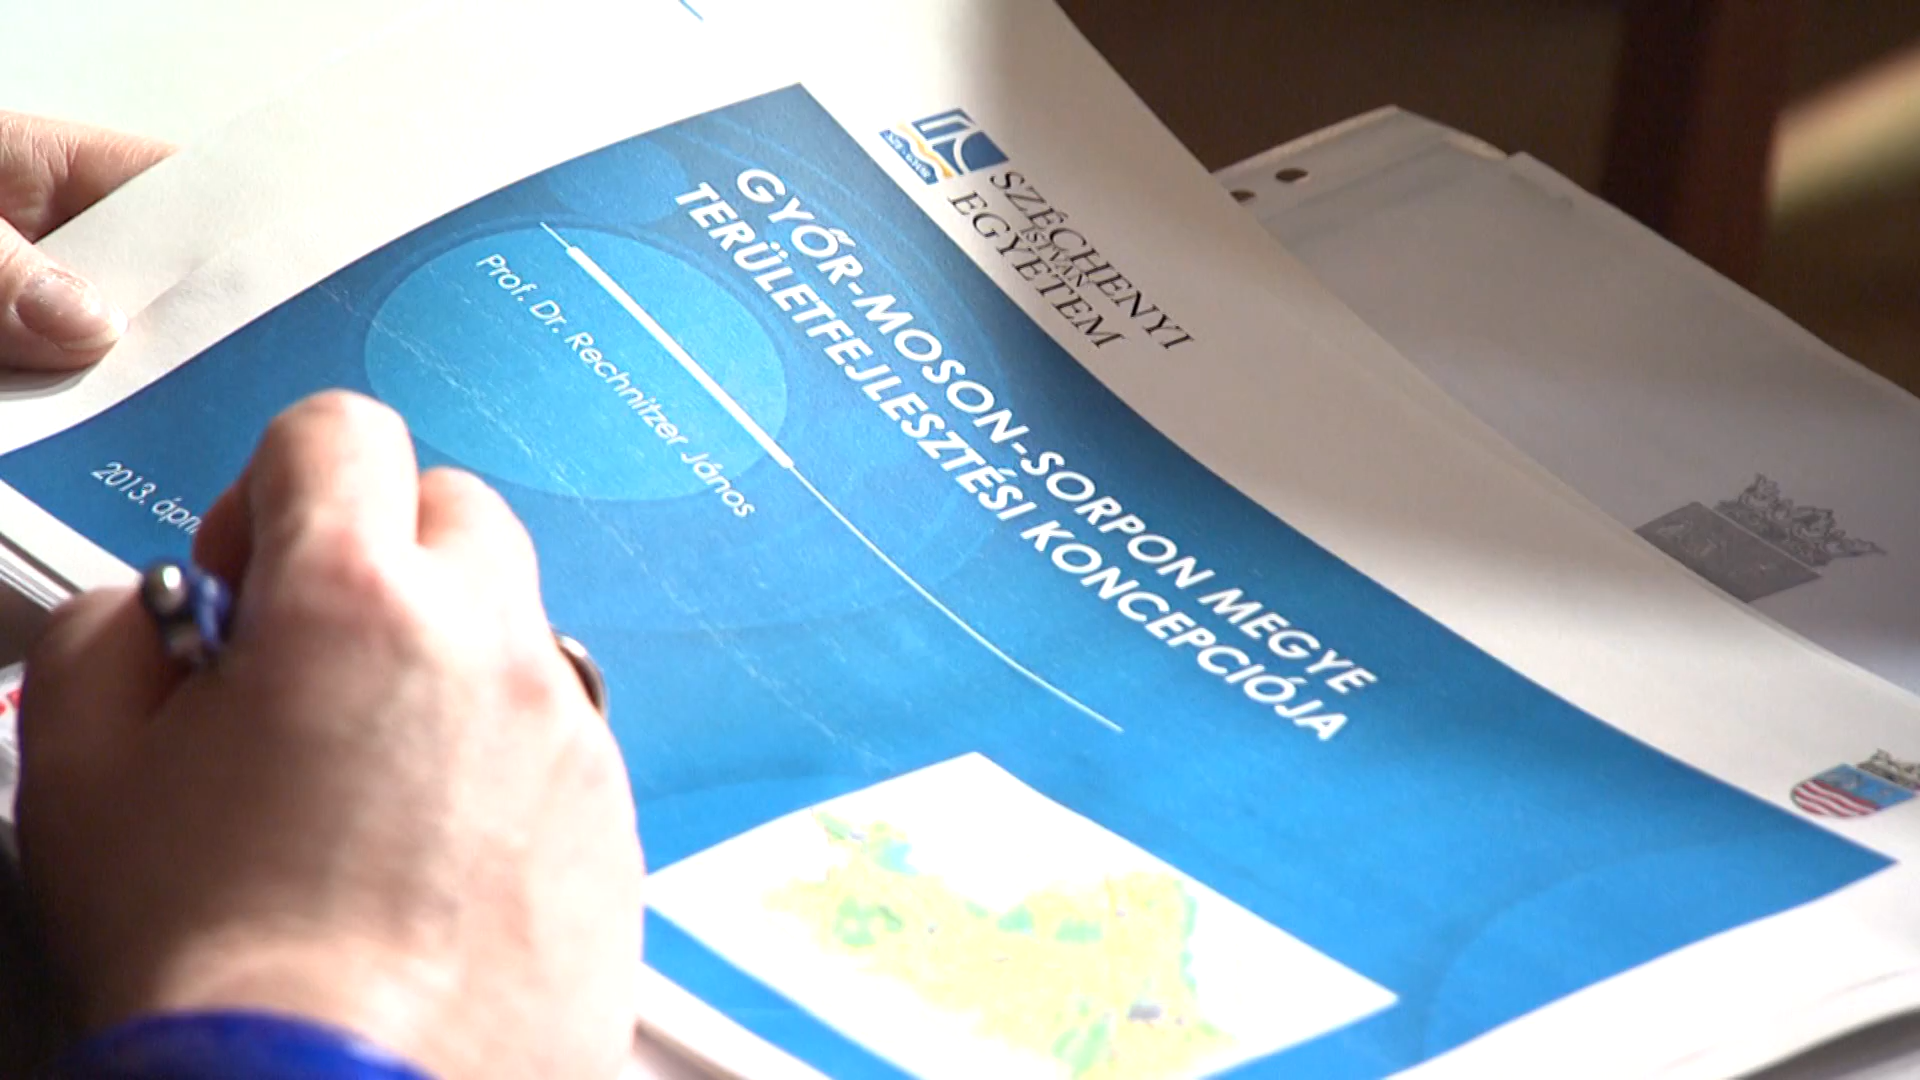 SZÉCHENYI
ISTVÁN
EGYETEM
GYŐR-MOSON-SORPON MEGYE
TERÜLETFEJLESZTÉSI KONCEPCIÓJA
Prof. Dr. Rechnitzer János
2013.